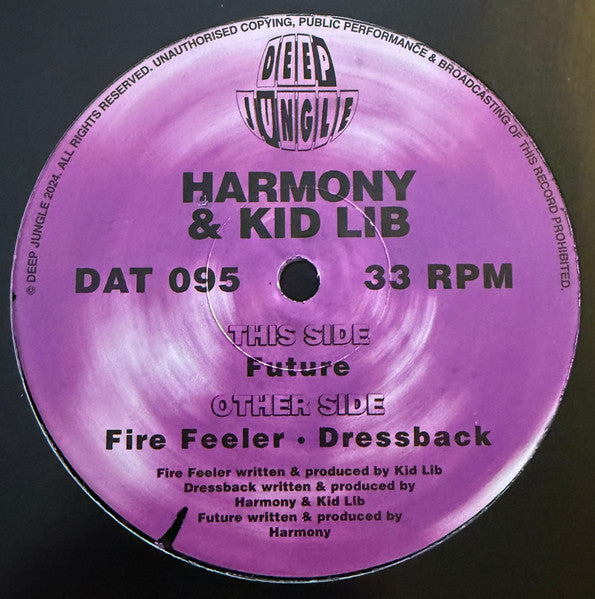 © DEEP JUNGLE 2024. ALL RIGHTS RESERVED. UNAUTHORISED COPYING, PUBLIC PERFORMANCE & BROADCASTING OF THIS RECORD PROHIBITED.
DEEP
JUNGLE
HARMONY
& KID LIB
DAT 095 33 RPM
THIS SIDE
Future
OTHER SIDE
Fire Feeler • Dressback
Fire Feeler written & produced by Kid Lib
Dressback written & produced by
Harmony & Kid Lib
Future written & produced by
Harmony